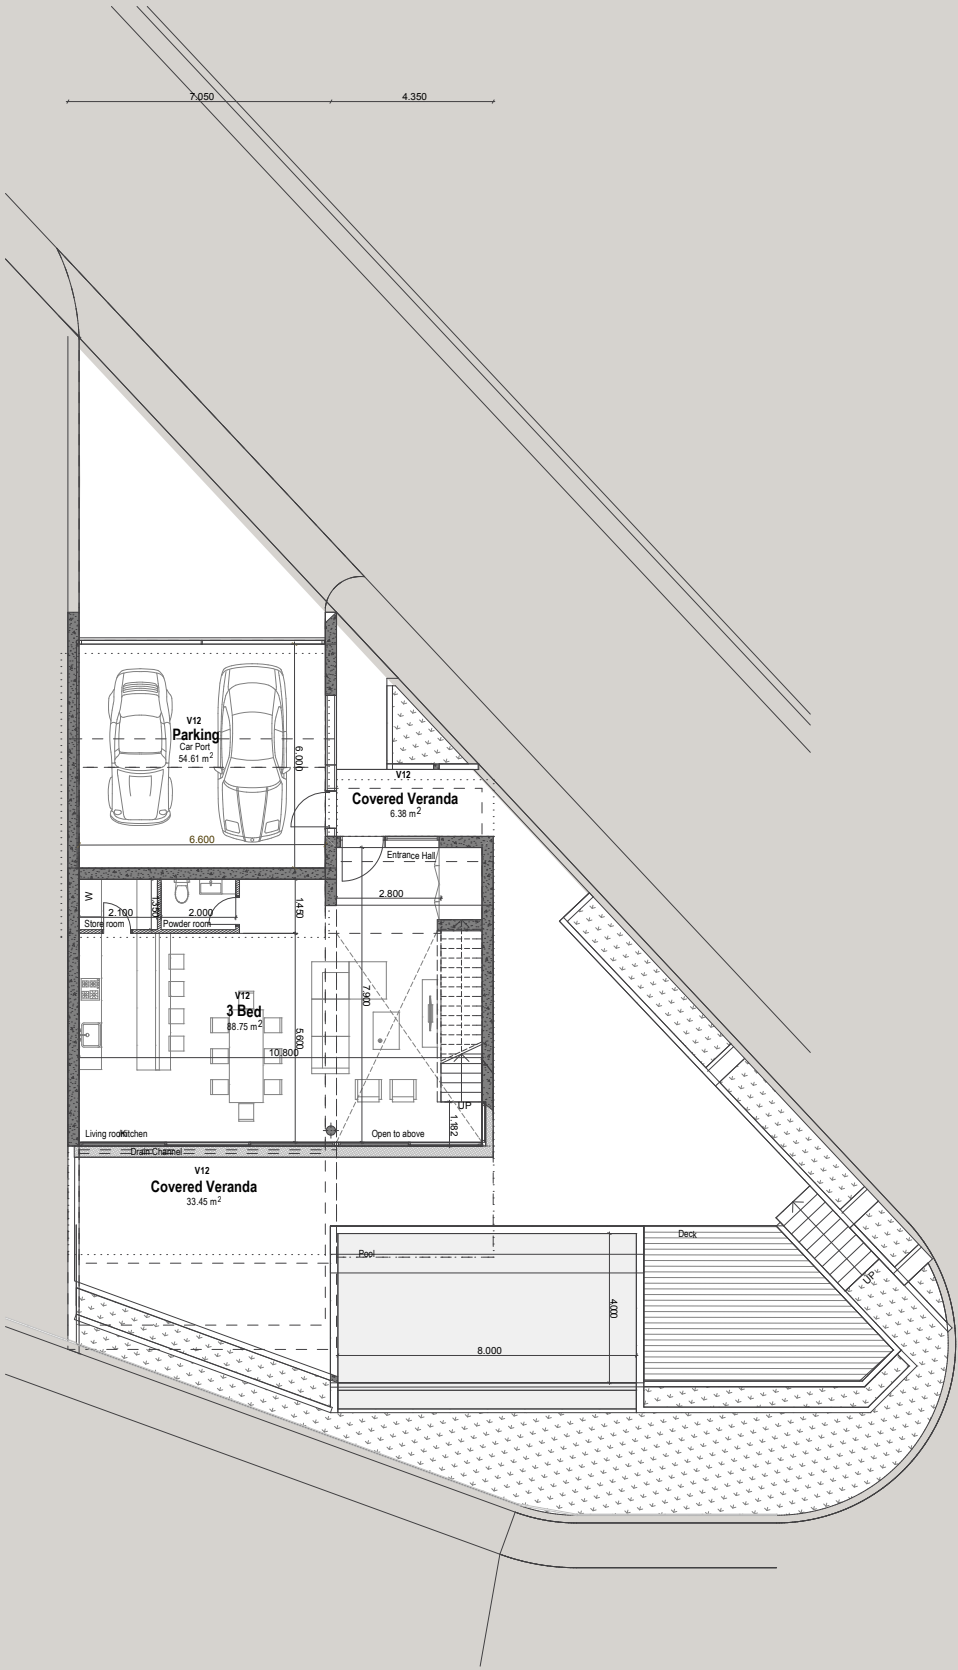 7.050
4.350
V12
Parking
Car Port
54.61 m²
6.000
6.600
V12
Covered Veranda
6.38 m²
Entrance Hall
2.800
W
2.100
1.350
2.000
1.450
Store room
Powder room
V12
3 Bed
88.75 m²
7.900
5.600
10.800
UP
1.182
Living room
Kitchen
Open to above
Drain Channel
V12
Covered Veranda
33.45 m²
Pool
Deck
UP
4.000
8.000